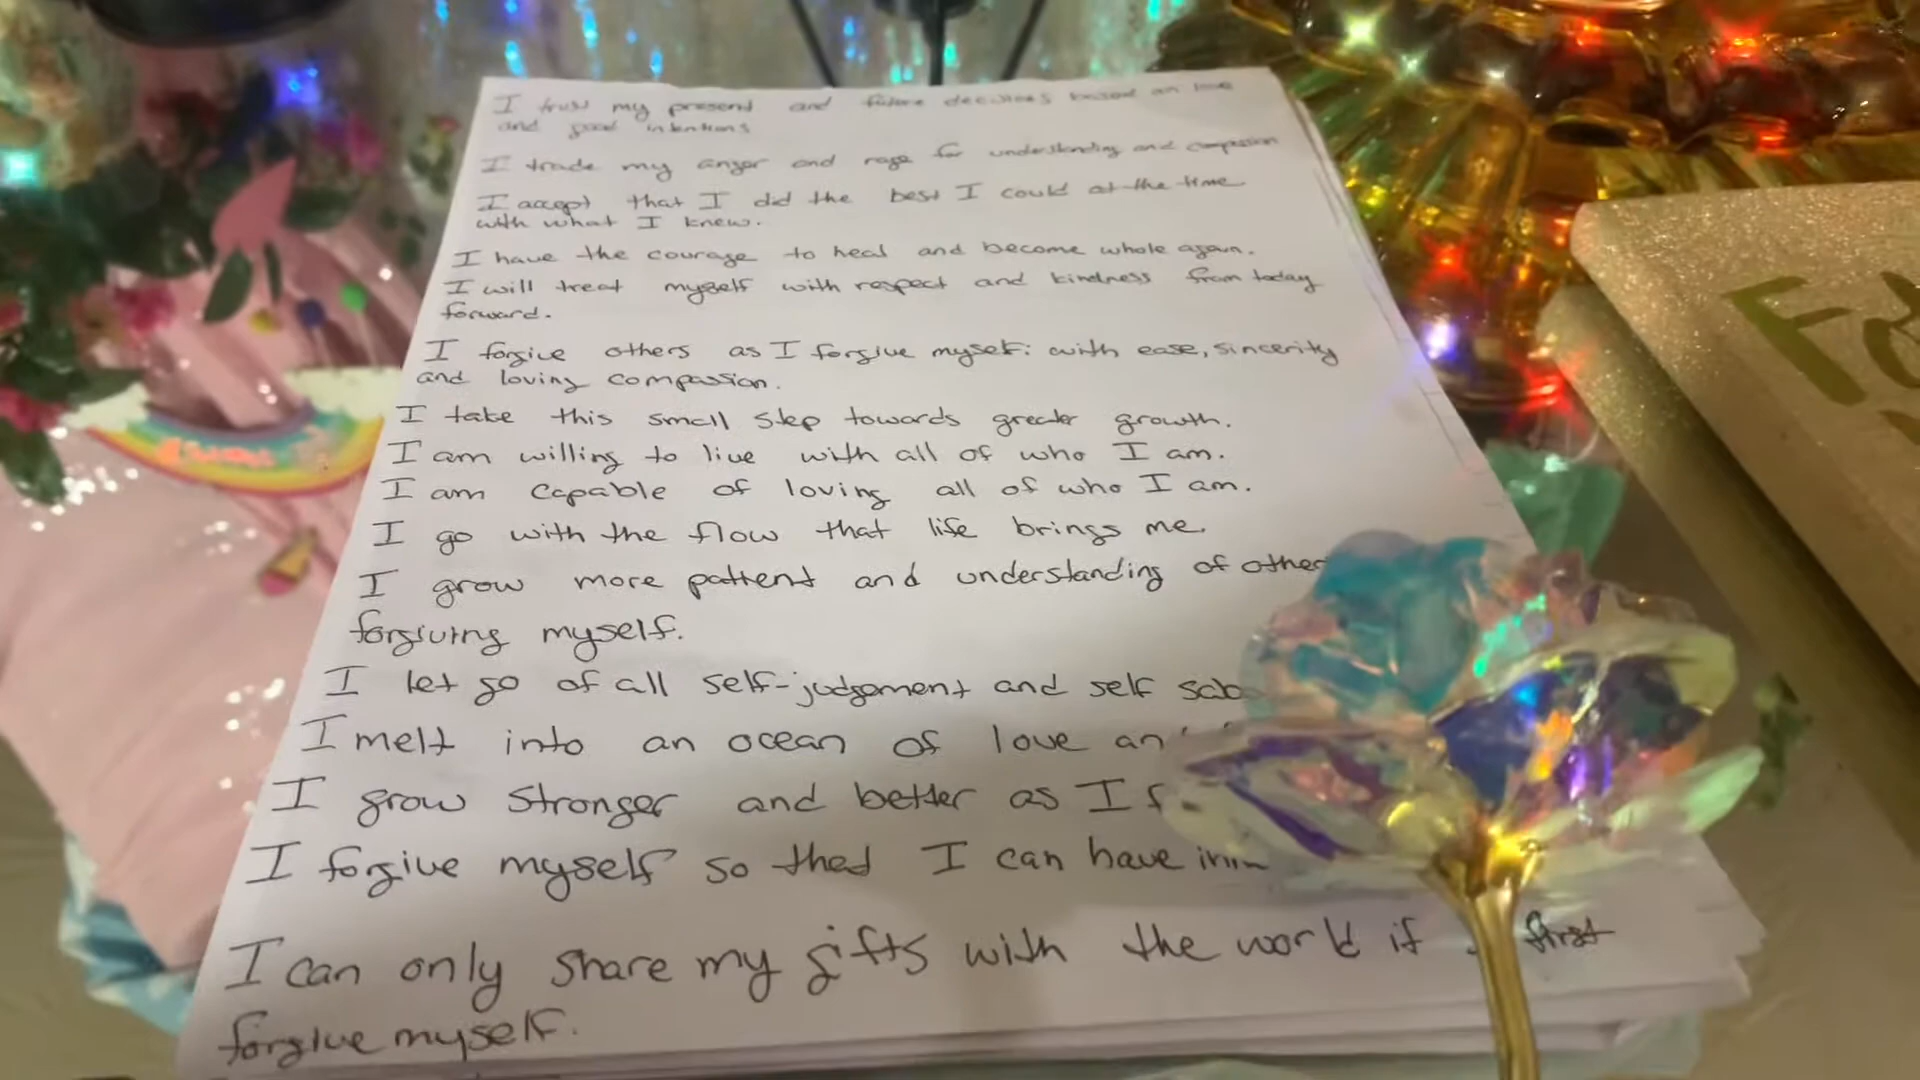 I trust my present and future decisions based on love
and good intentions
I trade my anger and rage for understanding and compassion
I accept that I did the best I could at the time
with what I knew.
I have the courage to heal and become whole again.
I will treat myself with respect and kindness from today
forward.
I forgive others as I forgive myself: with ease, sincerity
and loving compassion.
I take this small step towards greater growth.
I am willing to live with all of who I am.
I am capable of loving all of who I am.
I go with the flow that life brings me.
I grow more patient and understanding of other
forgiving myself.
I let go of all self-judgement and self sab
I melt into an ocean of love an
I grow stronger and better as I f
I forgive myself so that I can have
I can only share my gifts with the world if first
forgive myself.